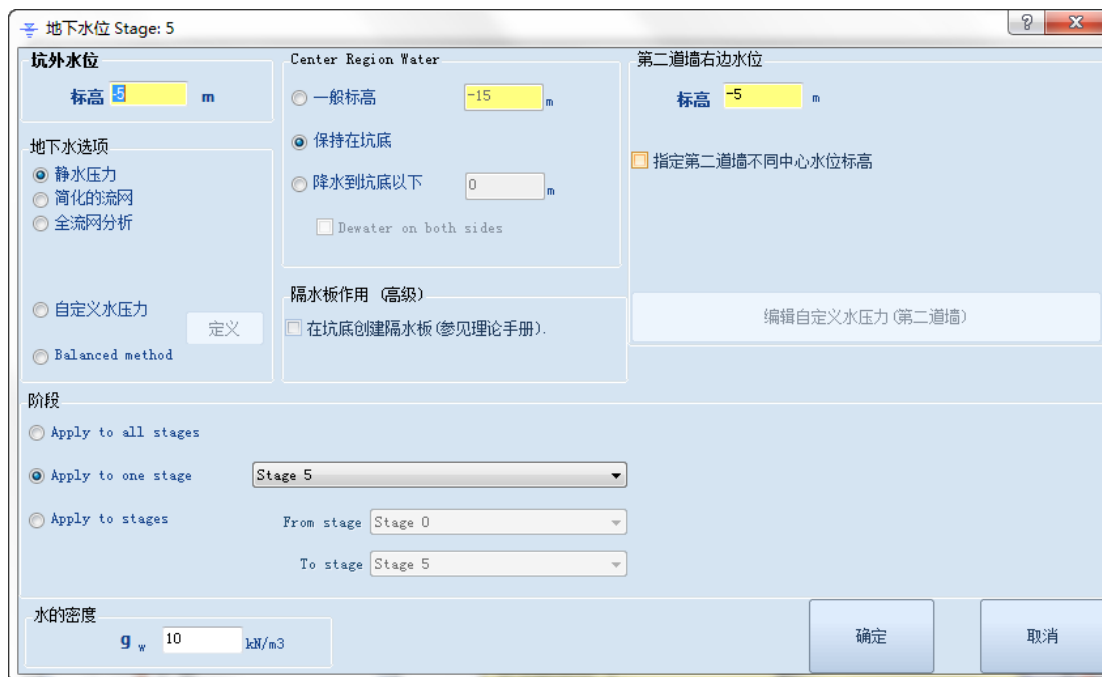 地下水位 Stage: 5
坑外水位
标高 -5 m
地下水选项
静水压力
简化的流网
全流网分析
自定义水压力
定义
Balanced method
Center Region Water
一般标高 -15 m
保持在坑底
降水到坑底以下 0 m
Dewater on both sides
隔水板作用 (高级)
在坑底创建隔水板(参见理论手册).
第二道墙右边水位
标高 -5 m
指定第二道墙不同中心水位标高
编辑自定义水压力(第二道墙)
阶段
Apply to all stages
Apply to one stage Stage 5
Apply to stages From stage Stage 0
To stage Stage 5
水的密度
g w 10 kN/m3
确定 取消